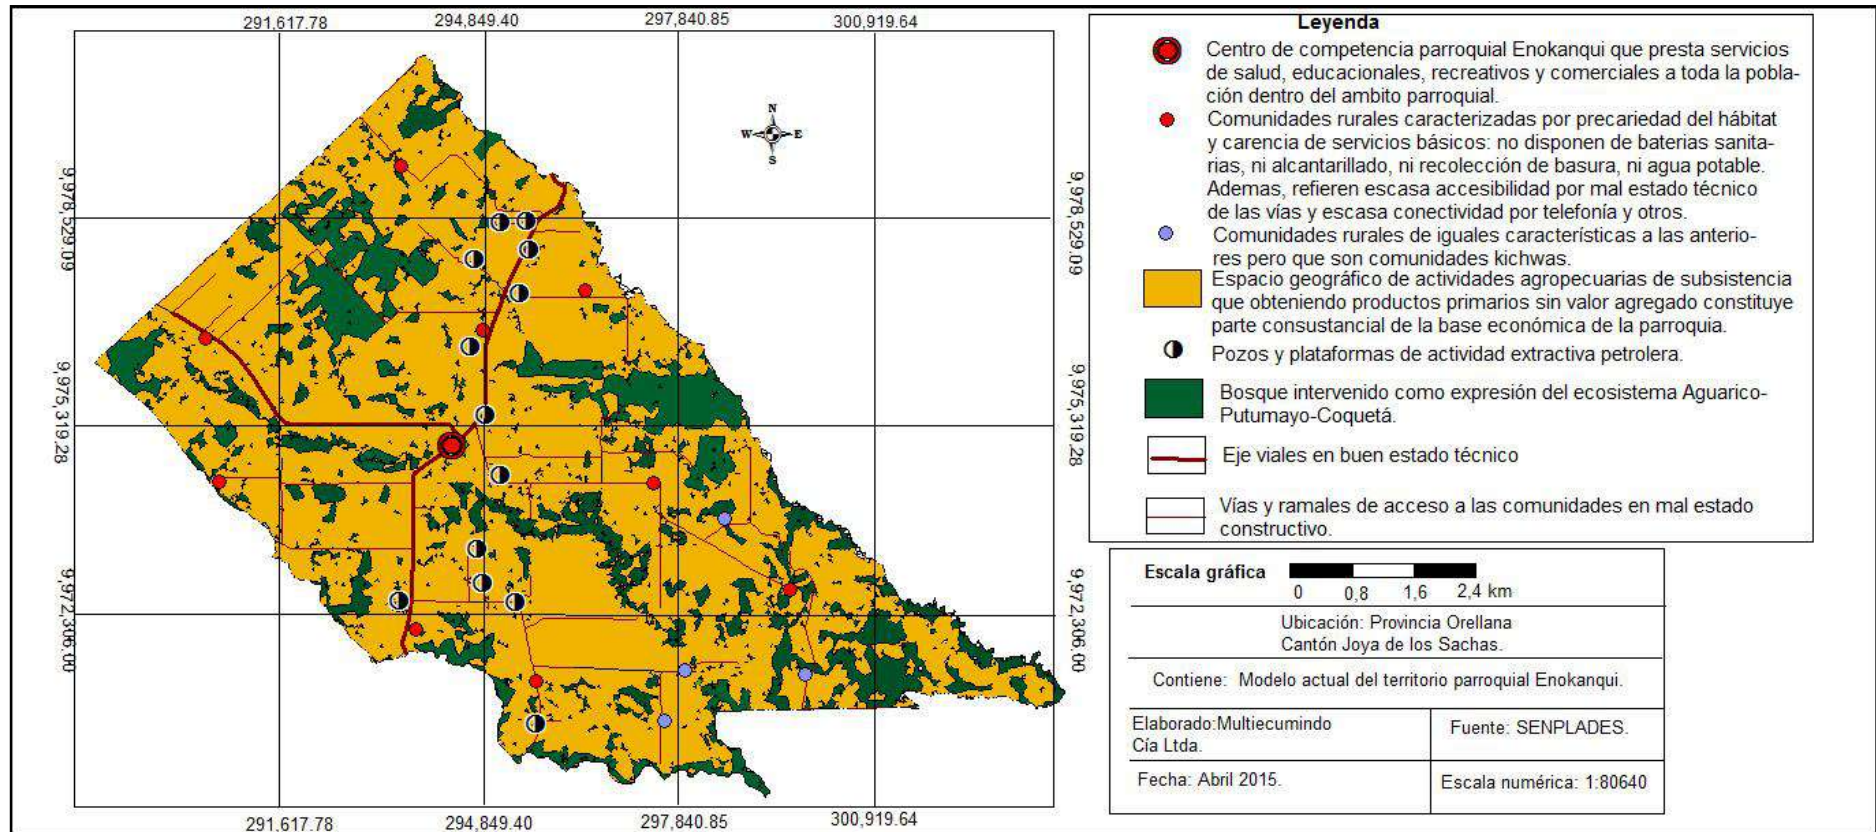 291,617.78
294,849.40
297,840.85
300,919.64
9,978,529.09
9,975,319.28
9,972,306.00
N
W
E
S
9,978,529.09
9,975,319.28
9,972,306.00
291,617.78
294,849.40
297,840.85
300,919.64
Leyenda
Centro de competencia parroquial Enokanqui que presta servicios
de salud, educacionales, recreativos y comerciales a toda la pobla-
ción dentro del ambito parroquial.
Comunidades rurales caracterizadas por precariedad del hábitat
y carencia de servicios básicos: no disponen de baterias sanita-
rias, ni alcantarillado, ni recolección de basura, ni agua potable.
Ademas, refieren escasa accesibilidad por mal estado técnico
de las vías y escasa conectividad por telefonía y otros.
Comunidades rurales de iguales características a las anterio-
res pero que son comunidades kichwas.
Espacio geográfico de actividades agropecuarias de subsistencia
que obteniendo productos primarios sin valor agregado constituye
parte consustancial de la base económica de la parroquia.
Pozos y plataformas de actividad extractiva petrolera.
Bosque intervenido como expresión del ecosistema Aguarico-
Putumayo-Coquetá.
Eje viales en buen estado técnico
Vías y ramales de acceso a las comunidades en mal estado
constructivo.
Escala gráfica
0 0,8 1,6 2,4 km
Ubicación: Provincia Orellana
Cantón Joya de los Sachas.
Contiene: Modelo actual del territorio parroquial Enokanqui.
Elaborado:Multiecumindo
Cía Ltda.
Fuente: SENPLADES.
Fecha: Abril 2015.
Escala numérica: 1:80640